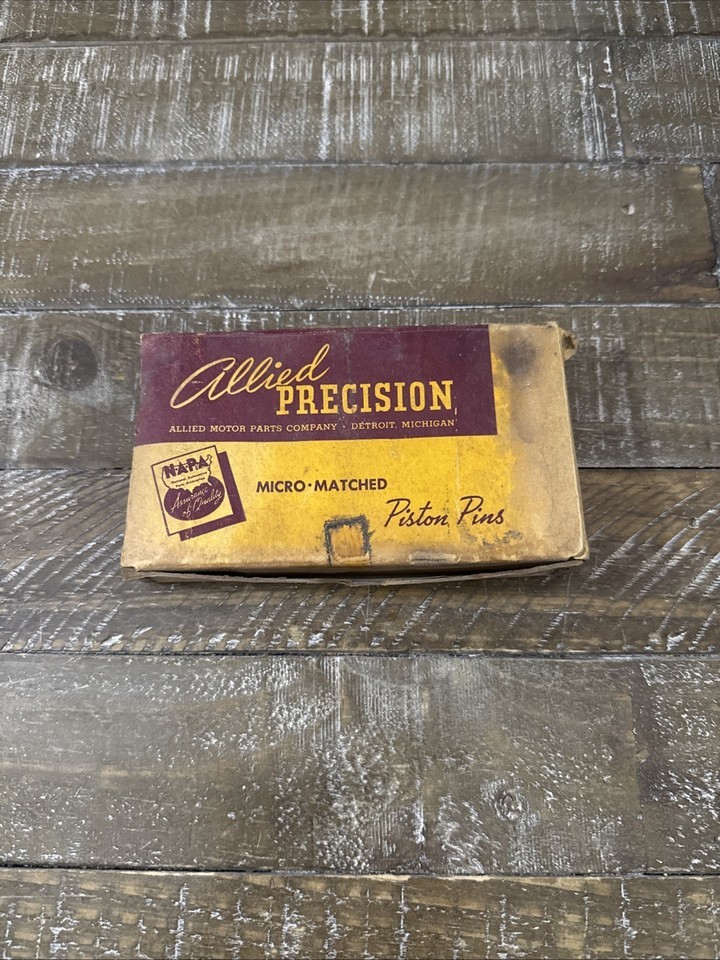 Allied
PRECISION
ALLIED MOTOR PARTS COMPANY · DETROIT, MICHIGAN
NAPA
Assurance
of Quality
MICRO·MATCHED
Piston Pins